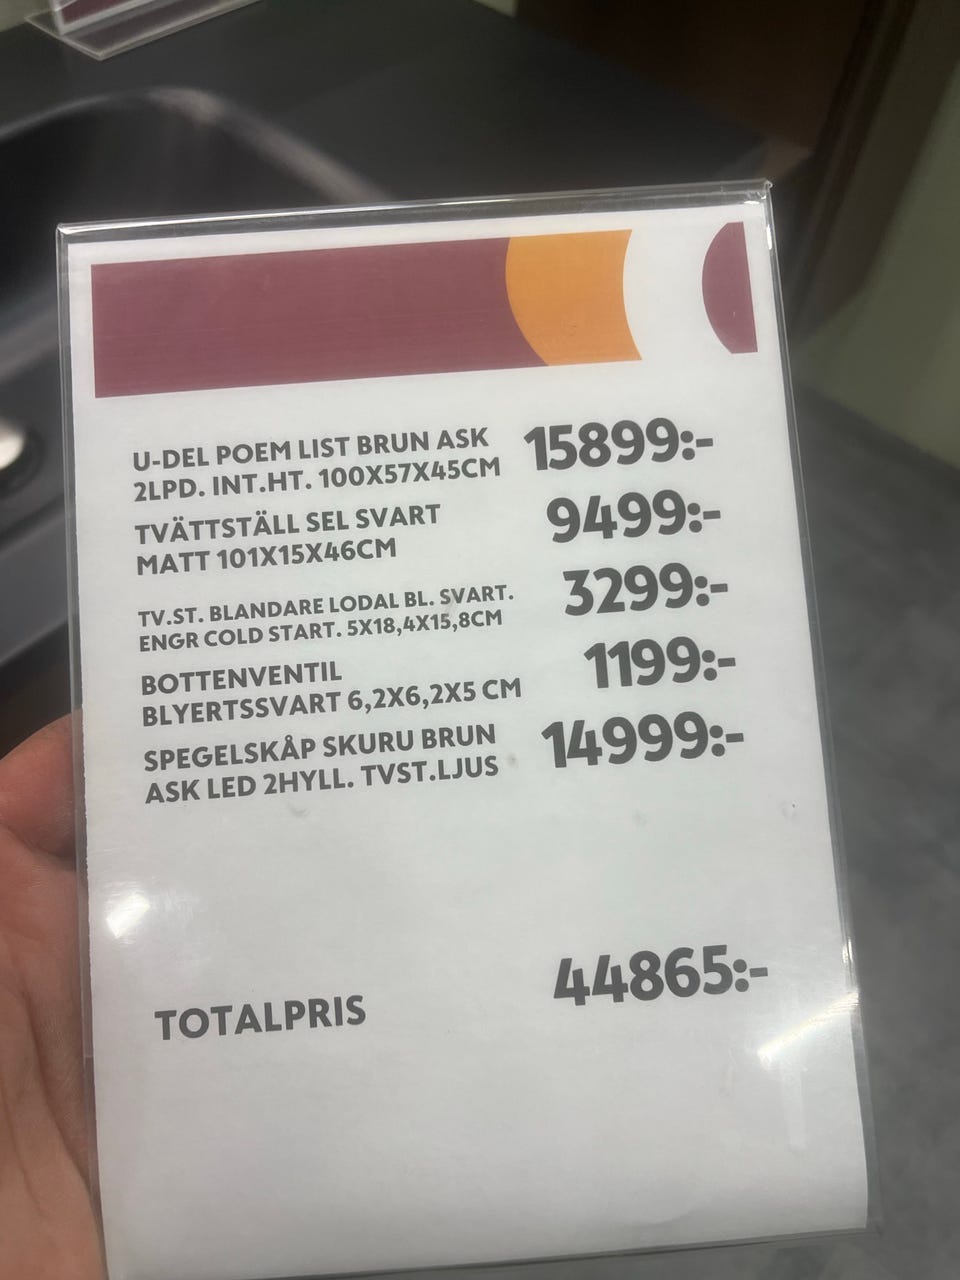 U-DEL POEM LIST BRUN ASK 15899:-
2LPD. INT.HT. 100X57X45CM
TVÄTTSTÄLL SEL SVART 9499:-
MATT 101X15X46CM
TV.ST. BLANDARE LODAL BL. SVART. 3299:-
ENGR COLD START. 5X18,4X15,8CM
BOTTENVENTIL 1199:-
BLYERTSSVART 6,2X6,2X5 CM
SPEGELSKÅP SKURU BRUN 14999:-
ASK LED 2HYLL. TVST.LJUS
TOTALPRIS 44865:-